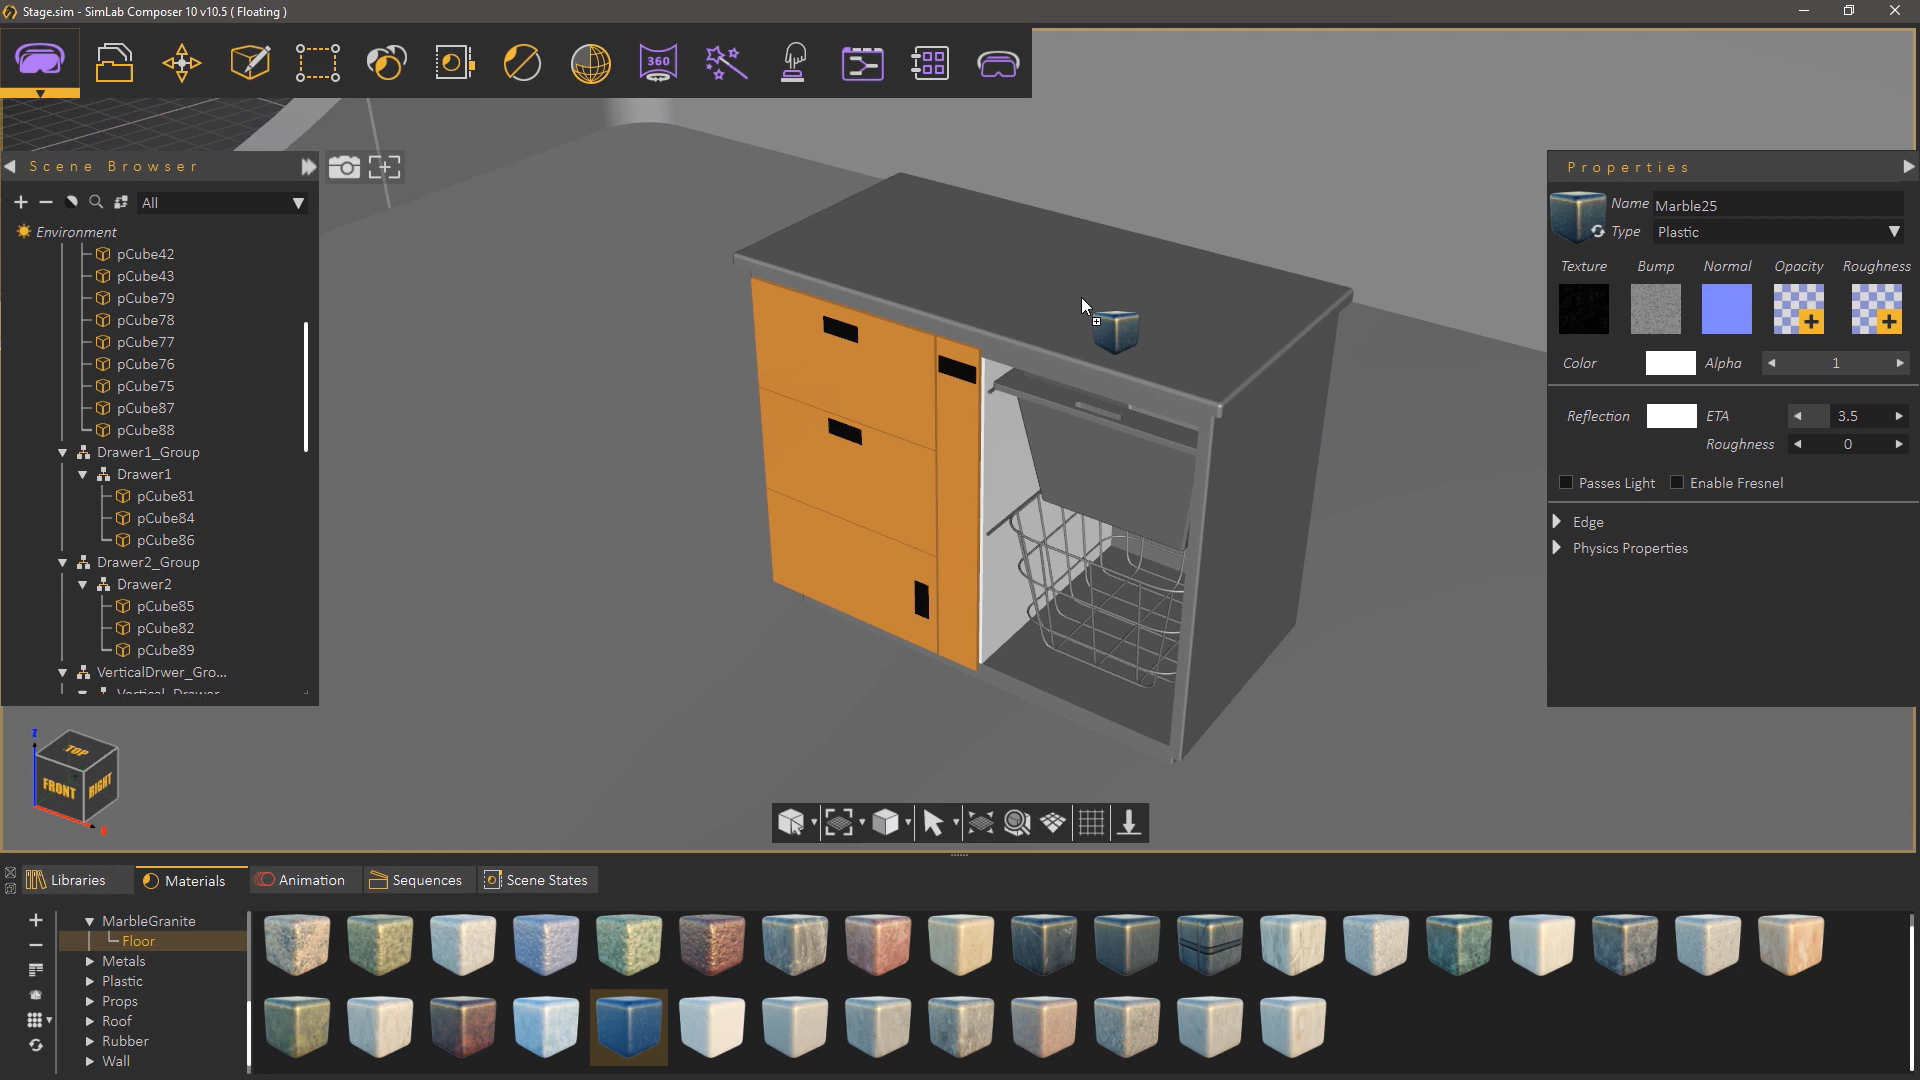 Stage.sim - SimLab Composer 10 v10.5 ( Floating )
360
Scene Browser
All
Environment
pCube42
pCube43
pCube79
pCube78
pCube77
pCube76
pCube75
pCube87
pCube88
Drawer1_Group
Drawer1
pCube81
pCube84
pCube86
Drawer2_Group
Drawer2
pCube85
pCube82
pCube89
VerticalDrwer_Gro...
Vertical_Drawer
Properties
Name Marble25
Type Plastic
Texture Bump Normal Opacity Roughness
Color Alpha 1
Reflection ETA 3.5
Roughness 0
Passes Light Enable Fresnel
Edge
Physics Properties
Z
TOP
FRONT RIGHT
X
Libraries Materials Animation Sequences Scene States
MarbleGranite
Floor
Metals
Plastic
Props
Roof
Rubber
Wall